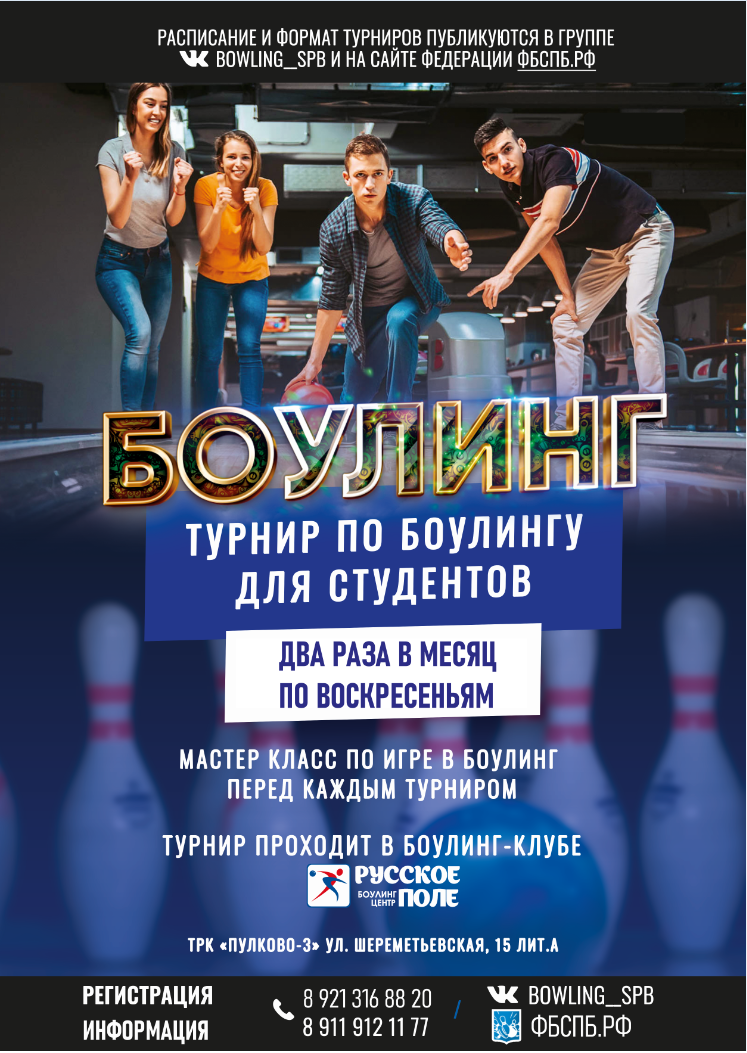 РАСПИСАНИЕ И ФОРМАТ ТУРНИРОВ ПУБЛИКУЮТСЯ В ГРУППЕ
BOWLING_SPB И НА САЙТЕ ФЕДЕРАЦИИ ФБСПБ.РФ
БОУЛИНГ
ТУРНИР ПО БОУЛИНГУ
ДЛЯ СТУДЕНТОВ
ДВА РАЗА В МЕСЯЦ
ПО ВОСКРЕСЕНЬЯМ
МАСТЕР КЛАСС ПО ИГРЕ В БОУЛИНГ
ПЕРЕД КАЖДЫМ ТУРНИРОМ
ТУРНИР ПРОХОДИТ В БОУЛИНГ-КЛУБЕ
РУССКОЕ
БОУЛИНГ ЦЕНТР ПОЛЕ
ТРК «ПУЛКОВО-3» УЛ. ШЕРЕМЕТЬЕВСКАЯ, 15 ЛИТ.А
РЕГИСТРАЦИЯ
ИНФОРМАЦИЯ
8 921 316 88 20
8 911 912 11 77
/
BOWLING_SPB
ФБСПБ.РФ